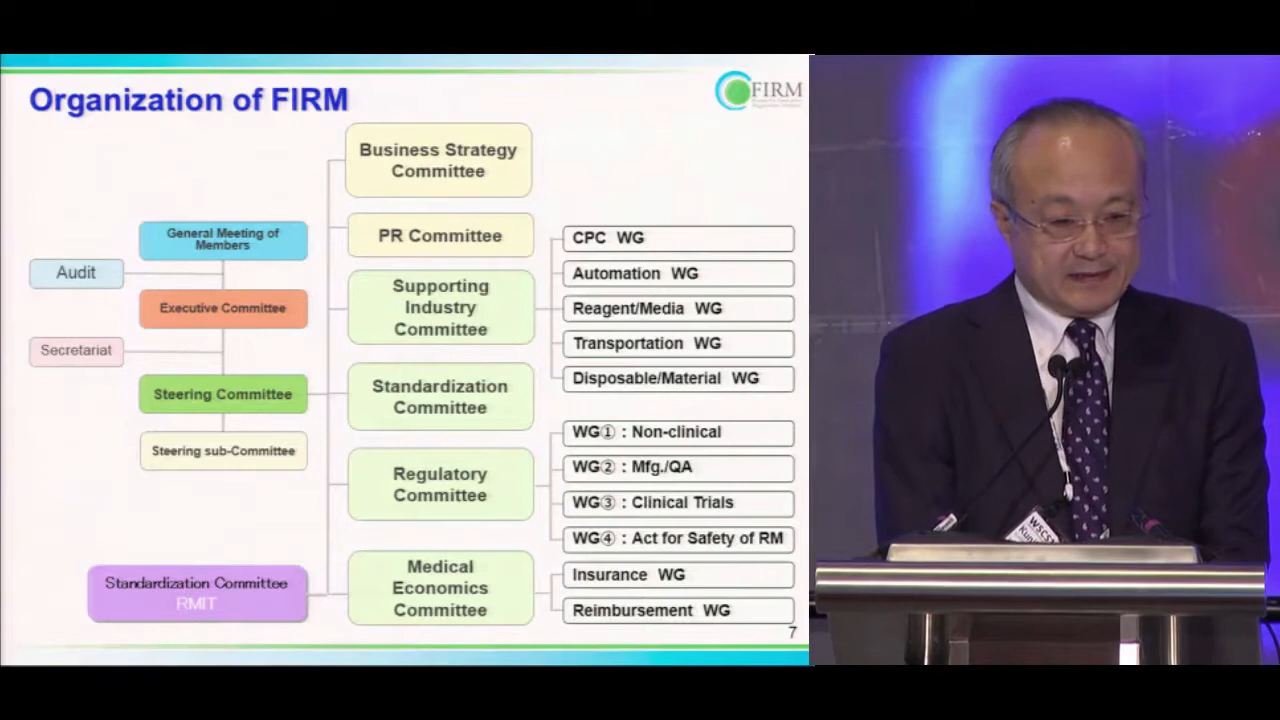 Organization of FIRM
FIRM
Business Strategy
Committee
PR Committee
General Meeting of
Members
Audit
Executive Committee
Secretariat
Steering Committee
Steering sub-Committee
Supporting
Industry
Committee
Standardization
Committee
Regulatory
Committee
Medical
Economics
Committee
Standardization Committee
RMIT
CPC WG
Automation WG
Reagent/Media WG
Transportation WG
Disposable/Material WG
WG① : Non-clinical
WG② : Mfg./QA
WG③ : Clinical Trials
WG④ : Act for Safety of RM
Insurance WG
Reimbursement WG
7
WSCS